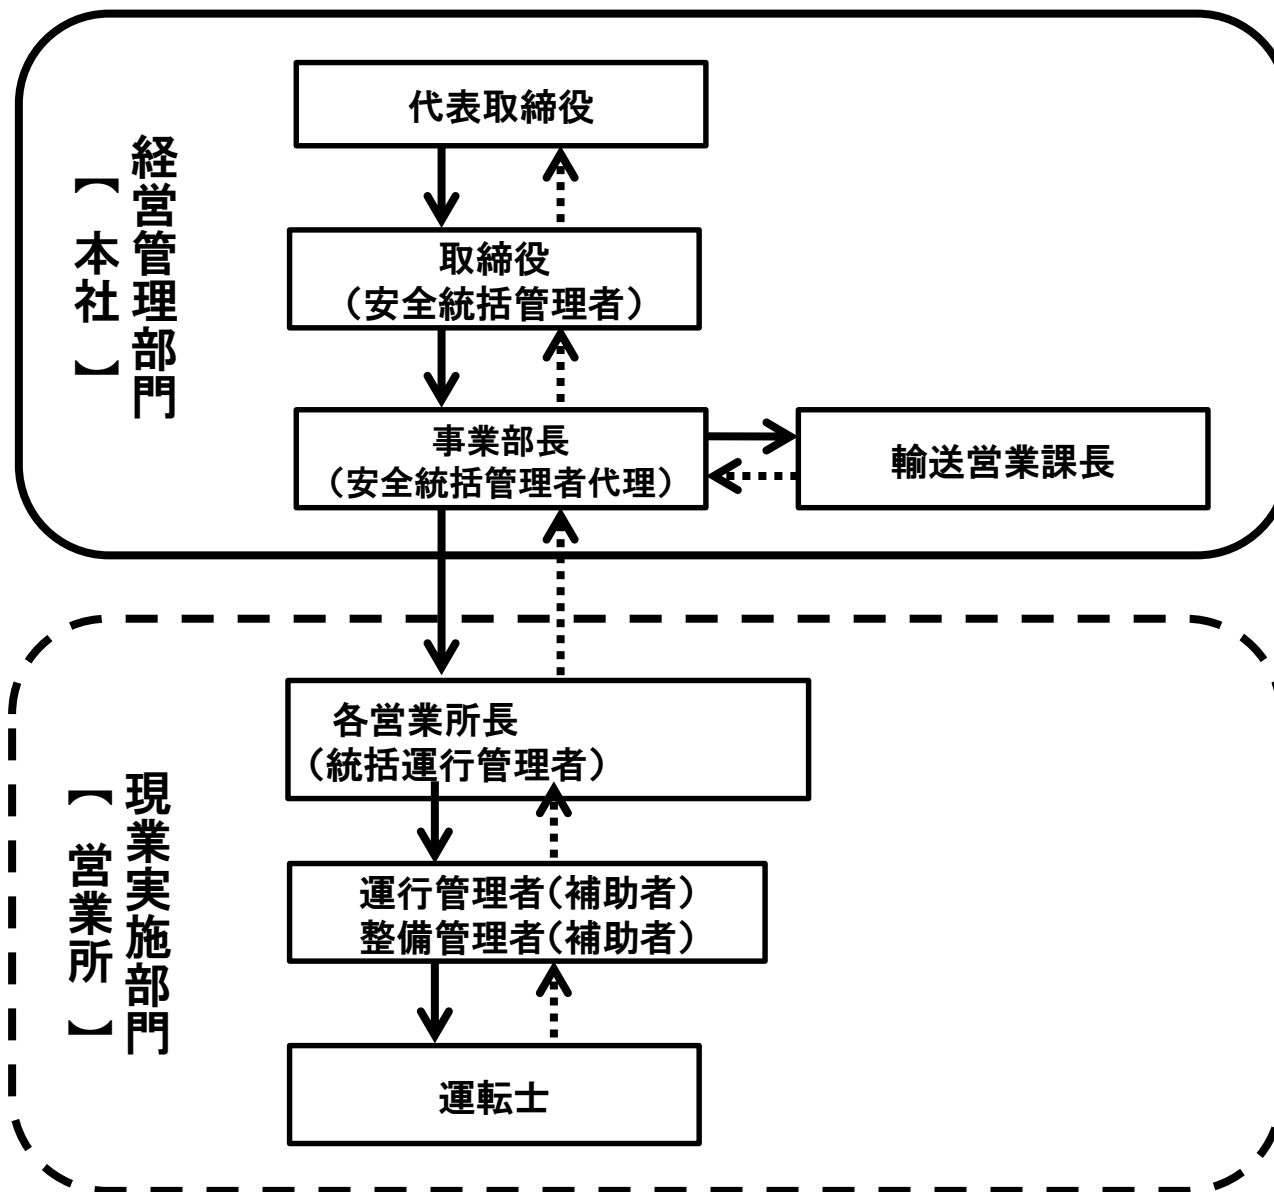 経営管理部門
【本社】
代表取締役
取締役
（安全統括管理者）
事業部長
（安全統括管理者代理）
輸送営業課長
現業実施部門
【営業所】
各営業所長
（統括運行管理者）
運行管理者（補助者）
整備管理者（補助者）
運転士